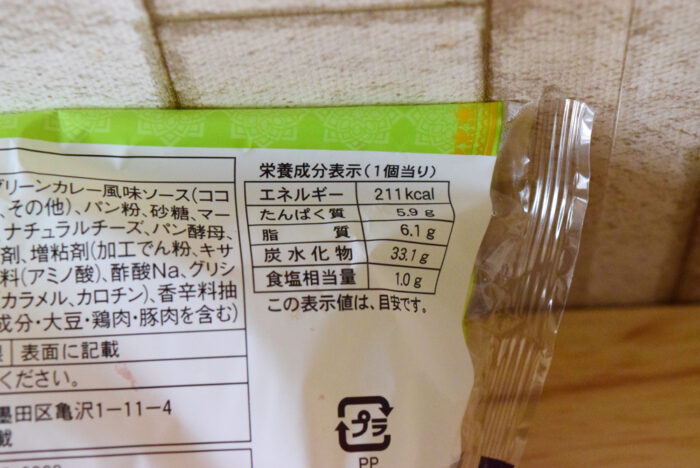 グリーンカレー風味ソース(ココ
、その他)、パン粉、砂糖、マー
ナチュラルチーズ、パン酵母、
剤、増粘剤(加工でん粉、キサ
料(アミノ酸)、酢酸Na、グリシ
カラメル、カロチン)、香辛料抽
成分・大豆・鶏肉・豚肉を含む)
表面に記載
ください。
墨田区亀沢1-11-4
載
栄養成分表示(1個当り)
エネルギー 211kcal
たんぱく質 5.9g
脂質 6.1g
炭水化物 33.1g
食塩相当量 1.0g
この表示値は、目安です。
プラ
PP